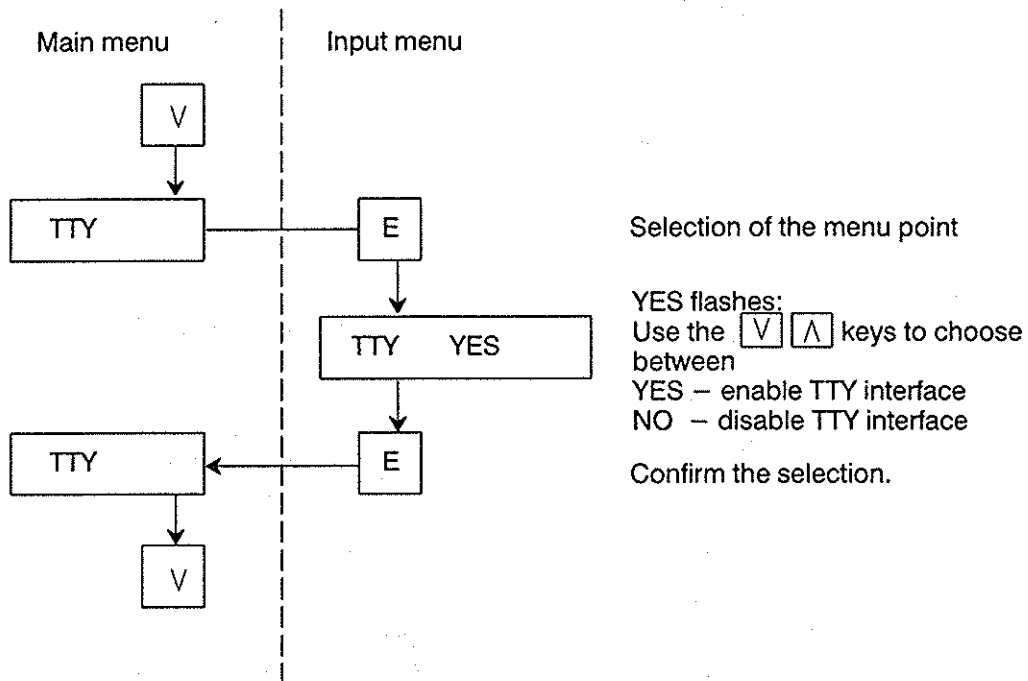 Main menu
Input menu
V
TTY
E
Selection of the menu point
TTY YES
YES flashes:
Use the V Λ keys to choose
between
YES – enable TTY interface
NO – disable TTY interface
TTY
E
Confirm the selection.
V